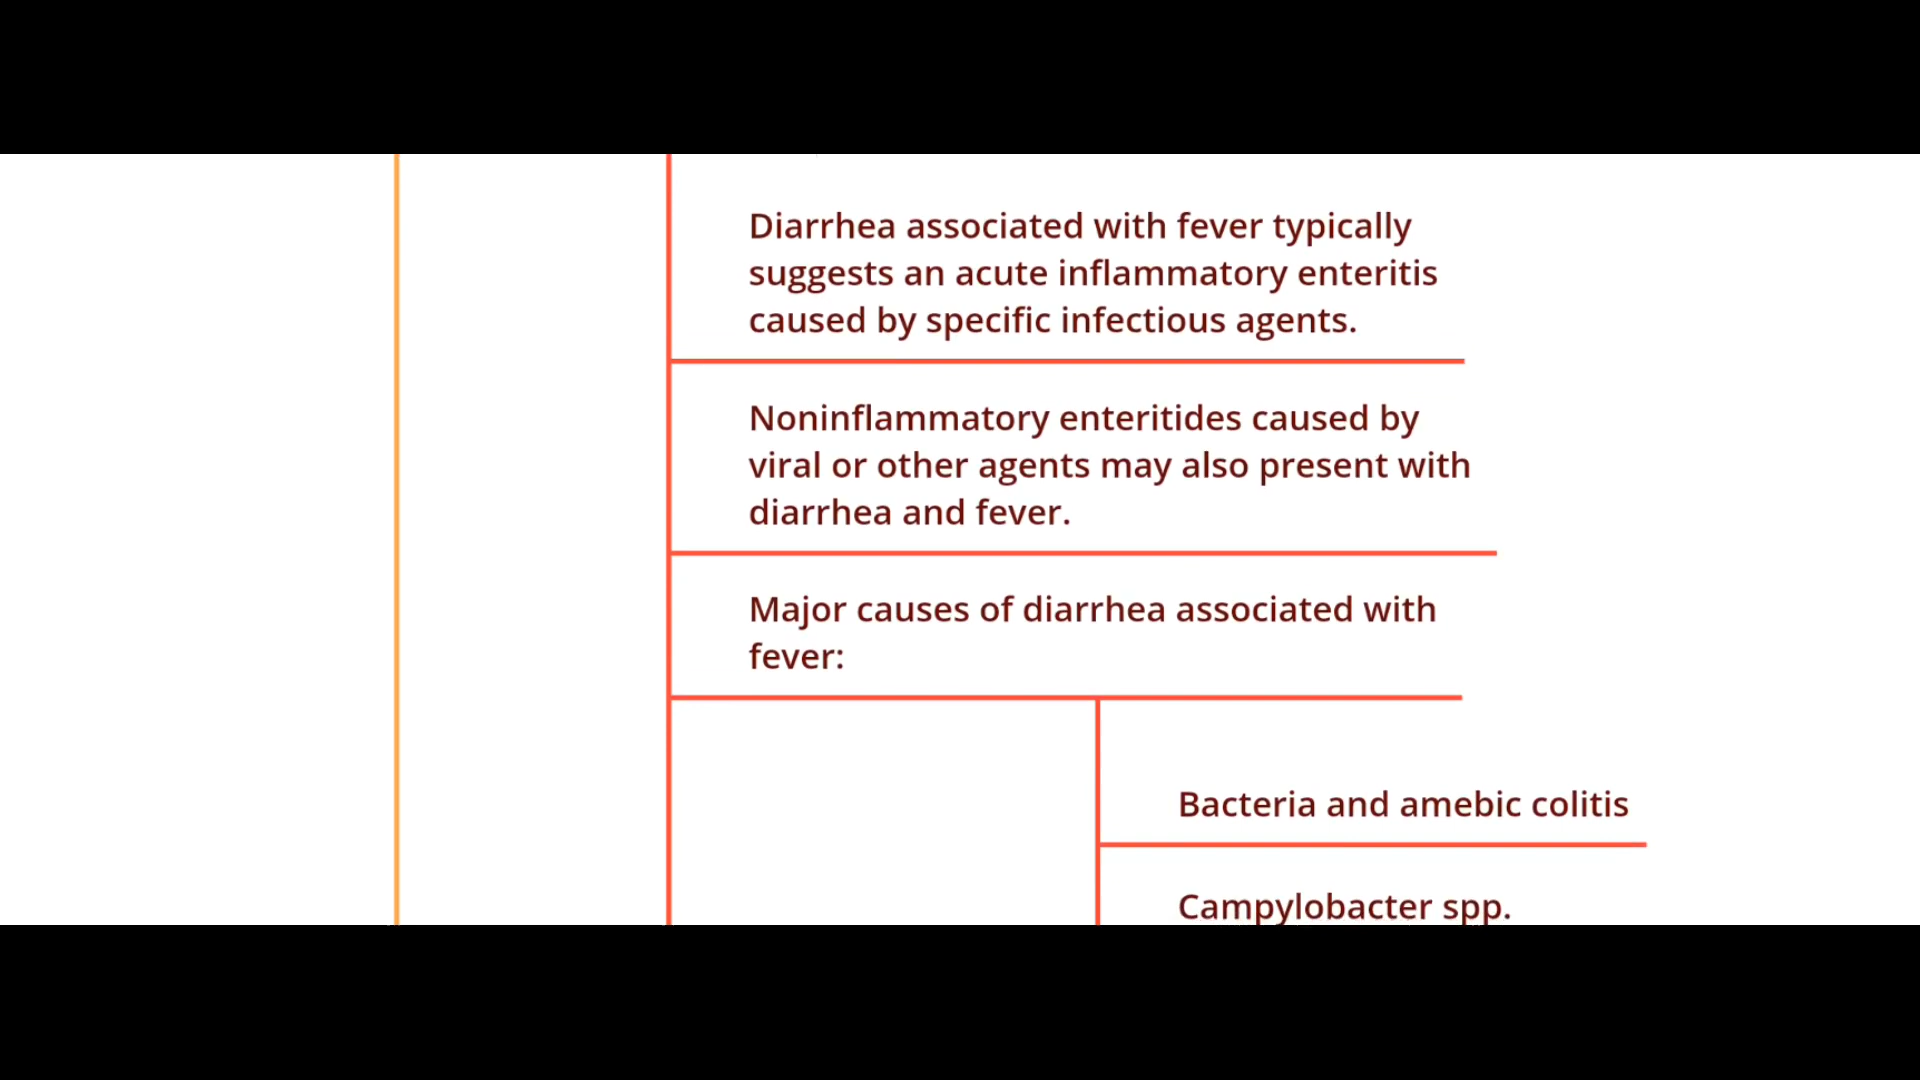 Diarrhea associated with fever typically
suggests an acute inflammatory enteritis
caused by specific infectious agents.
Noninflammatory enteritides caused by
viral or other agents may also present with
diarrhea and fever.
Major causes of diarrhea associated with
fever:
Bacteria and amebic colitis
Campylobacter spp.